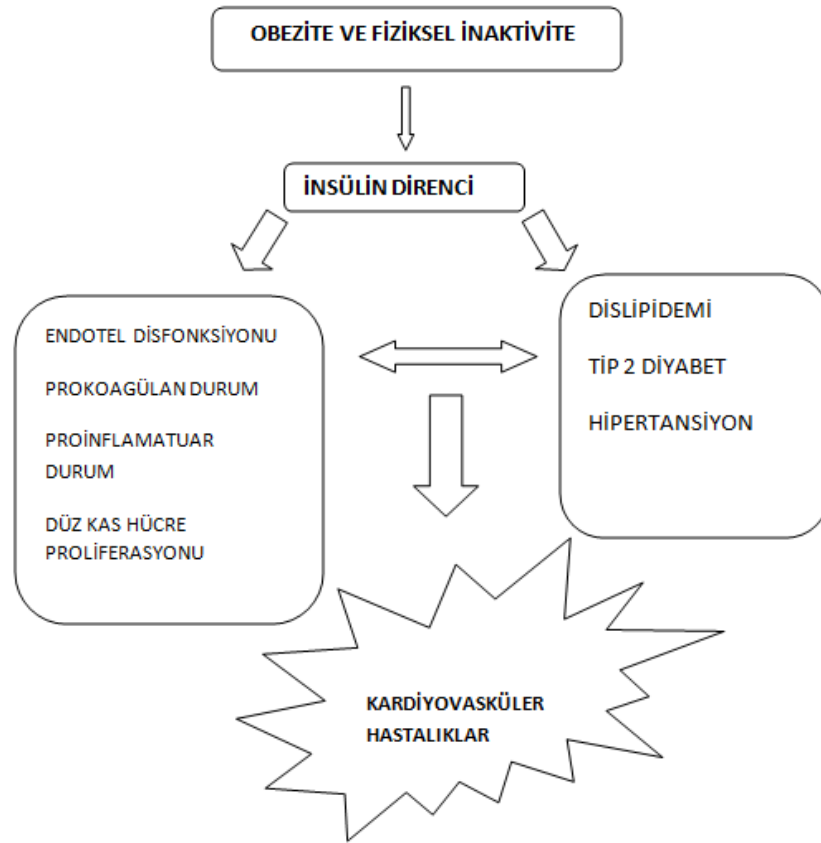 OBEZİTE VE FİZİKSEL İNAKTİVİTE
İNSÜLİN DİRENCİ
ENDOTEL DİSFONKSİYONU
PROKOAGÜLAN DURUM
PROİNFLAMATUAR
DURUM
DÜZ KAS HÜCRE
PROLİFERASYONU
DİSLİPİDEMİ
TİP 2 DİYABET
HİPERTANSİYON
KARDİYOVASKÜLER
HASTALIKLAR